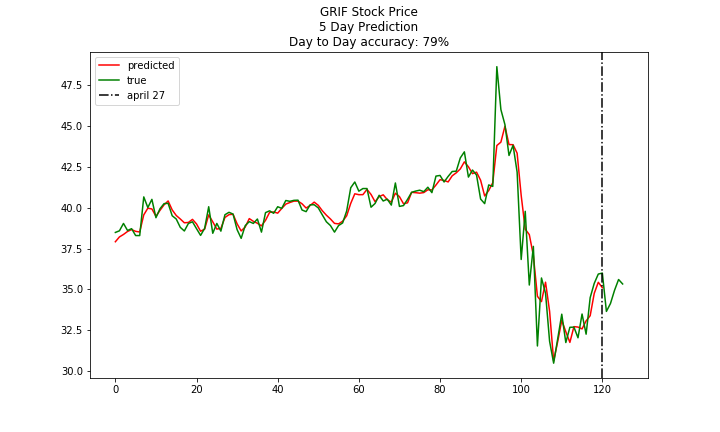 GRIF Stock Price
5 Day Prediction
Day to Day accuracy: 79%
predicted
true
april 27
47.5
45.0
42.5
40.0
37.5
35.0
32.5
30.0
0
20
40
60
80
100
120